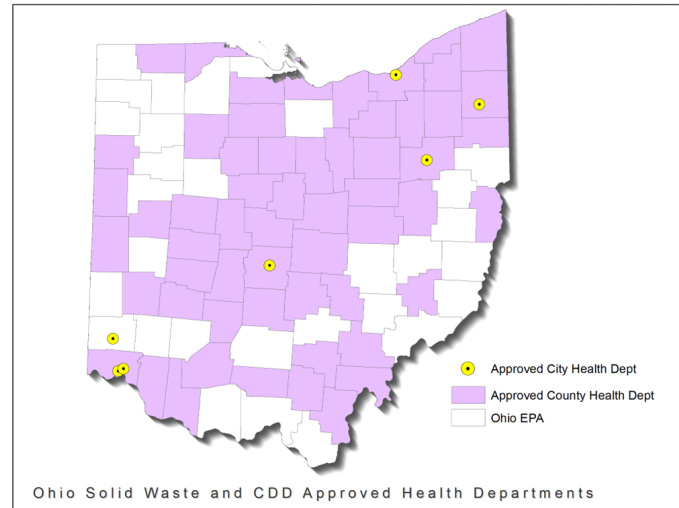 Approved City Health Dept
Approved County Health Dept
Ohio EPA
Ohio Solid Waste and CDD Approved Health Departments